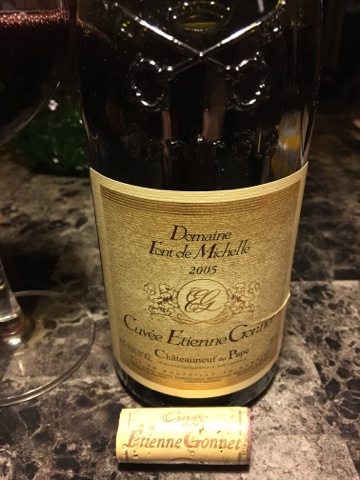 Domaine
Font de Michelle
2005
EG
Cuvée Etienne Gonnet
Châteauneuf du Pape
Cuvée
Etienne Gonnet